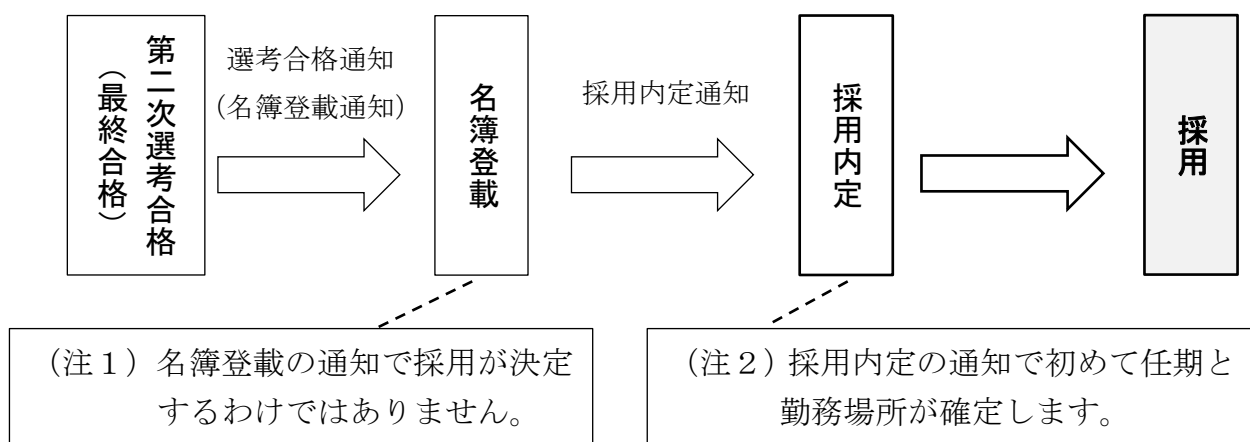 第二次選考合格
（最終合格）
選考合格通知
（名簿登載通知）
名簿登載
採用内定通知
採用内定
採用
（注１）名簿登載の通知で採用が決定
するわけではありません。
（注２）採用内定の通知で初めて任期と
勤務場所が確定します。